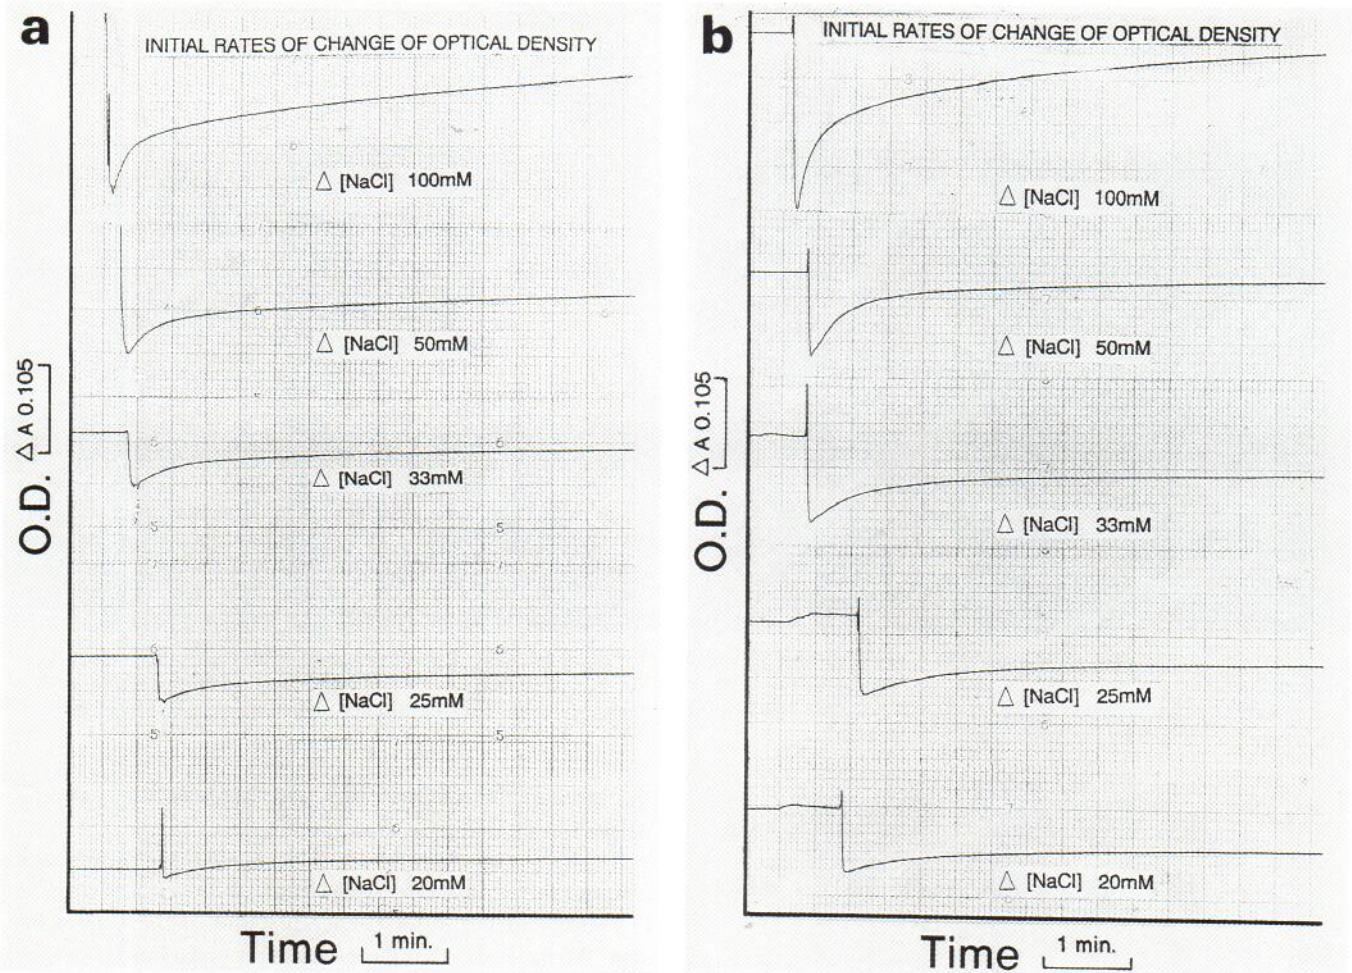 a
INITIAL RATES OF CHANGE OF OPTICAL DENSITY
△ [NaCl] 100mM
△ [NaCl] 50mM
△ [NaCl] 33mM
△ [NaCl] 25mM
△ [NaCl] 20mM
O.D. △ A 0.105
Time 1 min.
b
INITIAL RATES OF CHANGE OF OPTICAL DENSITY
△ [NaCl] 100mM
△ [NaCl] 50mM
△ [NaCl] 33mM
△ [NaCl] 25mM
△ [NaCl] 20mM
O.D. △ A 0.105
Time 1 min.